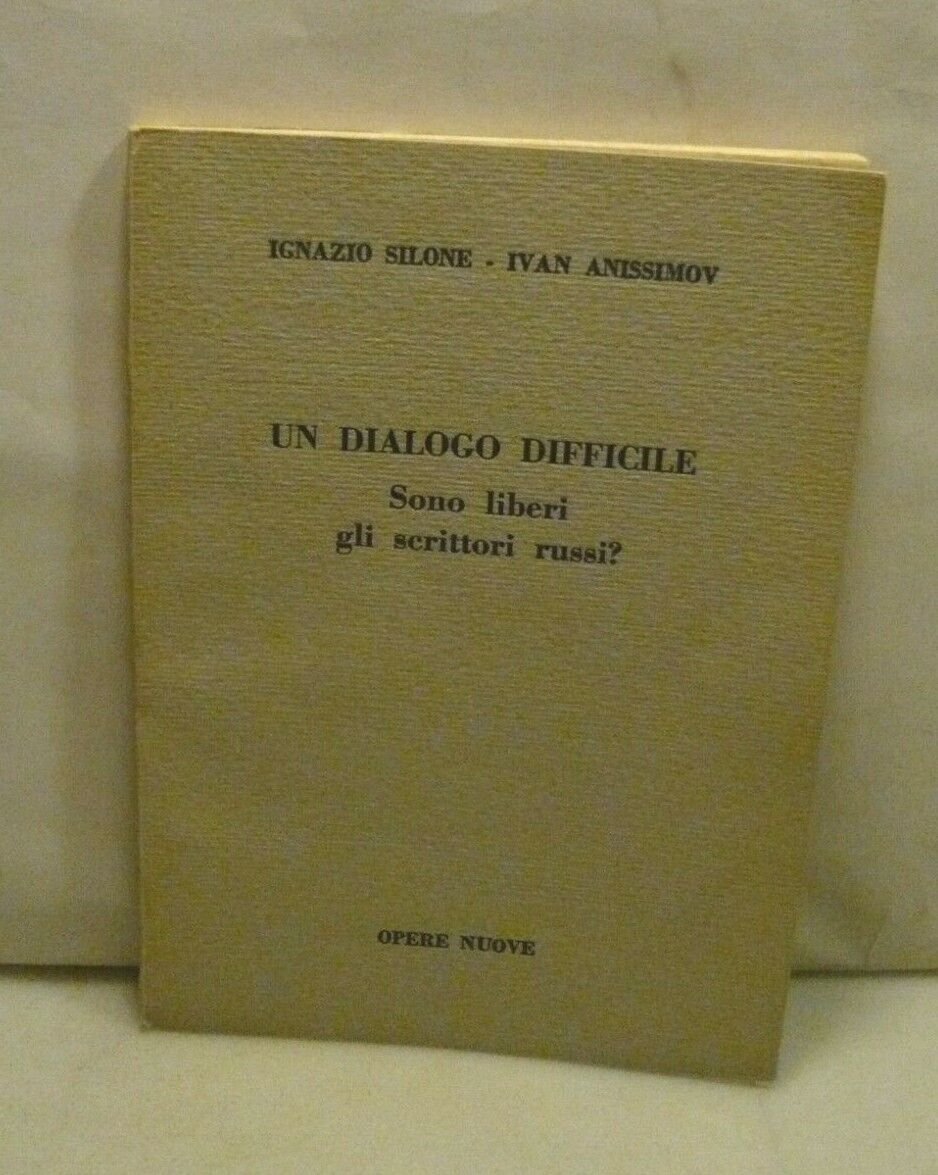 IGNAZIO SILONE - IVAN ANISSIMOV
UN DIALOGO DIFFICILE
Sono liberi
gli scrittori russi?
OPERE NUOVE